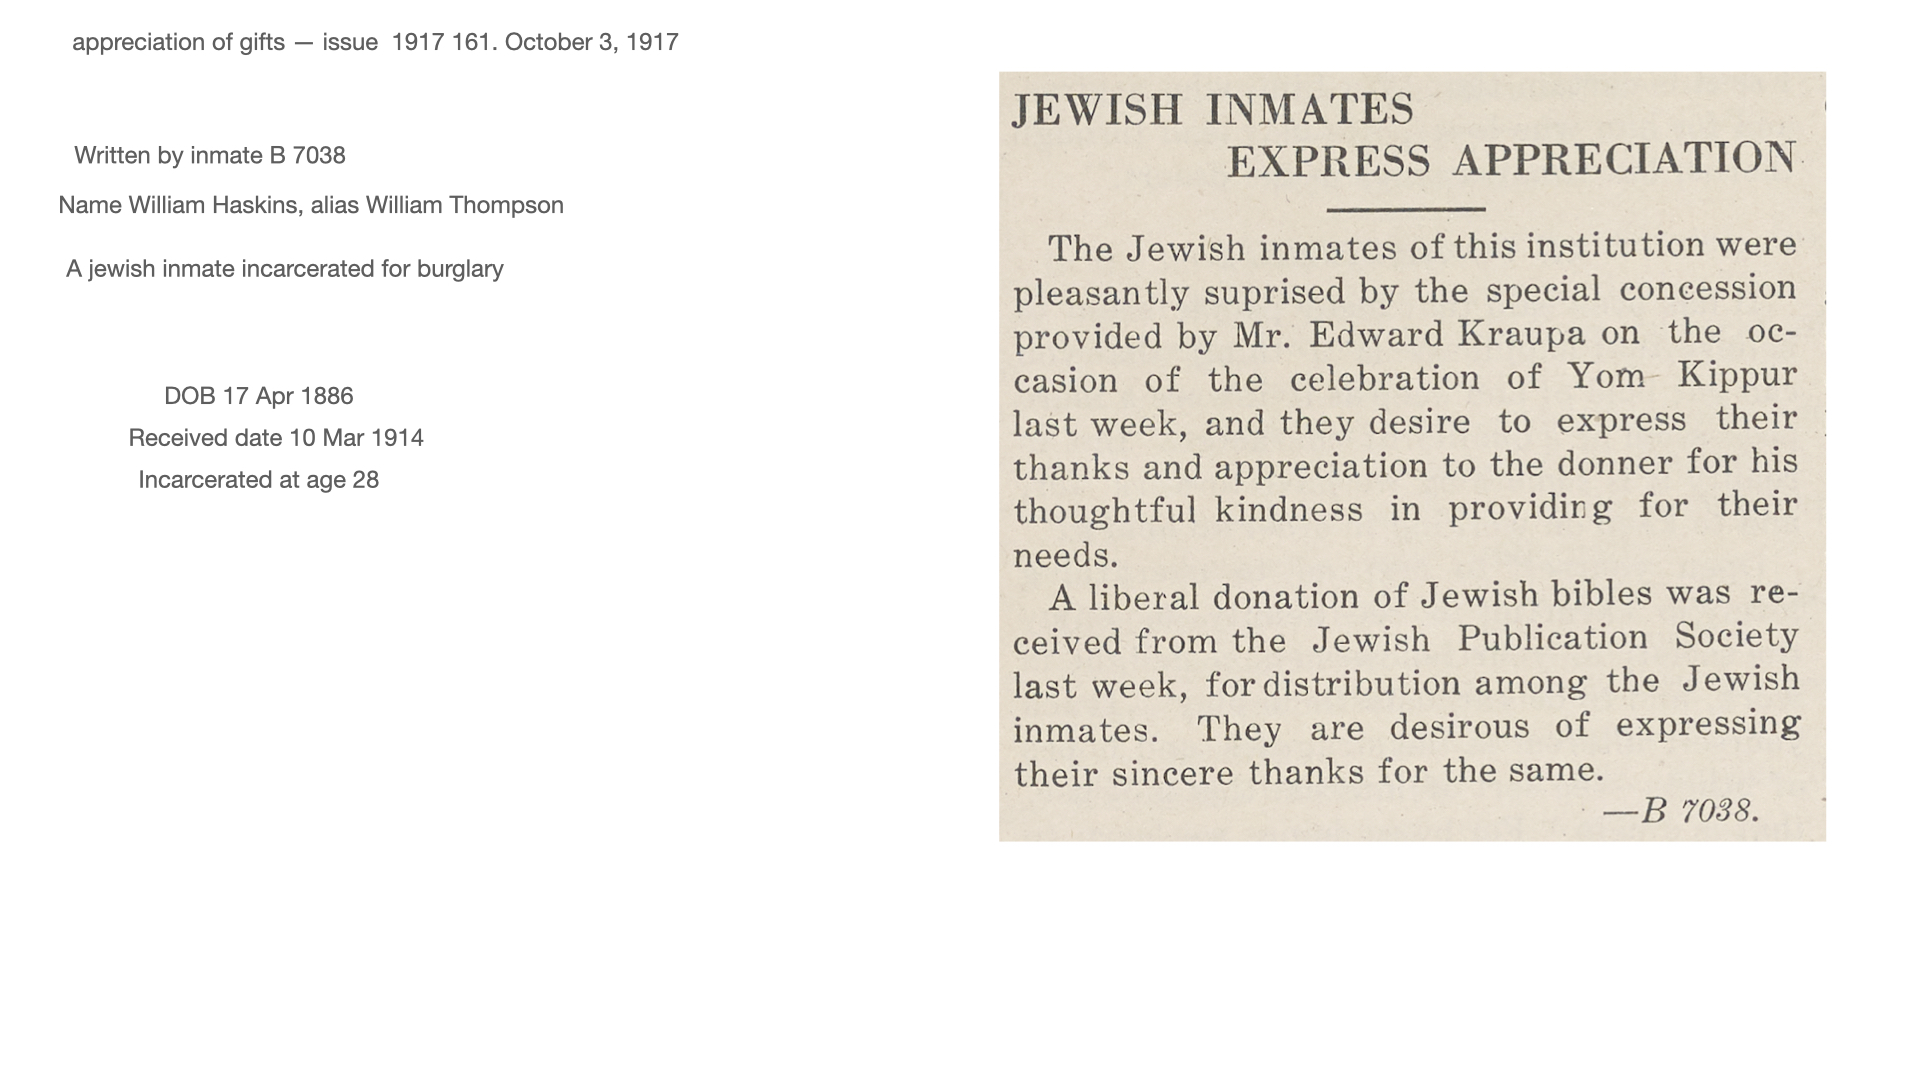 appreciation of gifts — issue  1917 161. October 3, 1917
Written by inmate B 7038
Name William Haskins, alias William Thompson
A jewish inmate incarcerated for burglary
DOB 17 Apr 1886
Received date 10 Mar 1914
Incarcerated at age 28
JEWISH INMATES
EXPRESS APPRECIATION
The Jewish inmates of this institution were
pleasantly suprised by the special concession
provided by Mr. Edward Kraupa on the oc-
casion of the celebration of Yom Kippur
last week, and they desire to express their
thanks and appreciation to the donner for his
thoughtful kindness in providing for their
needs.
A liberal donation of Jewish bibles was re-
ceived from the Jewish Publication Society
last week, for distribution among the Jewish
inmates. They are desirous of expressing
their sincere thanks for the same.
—B 7038.